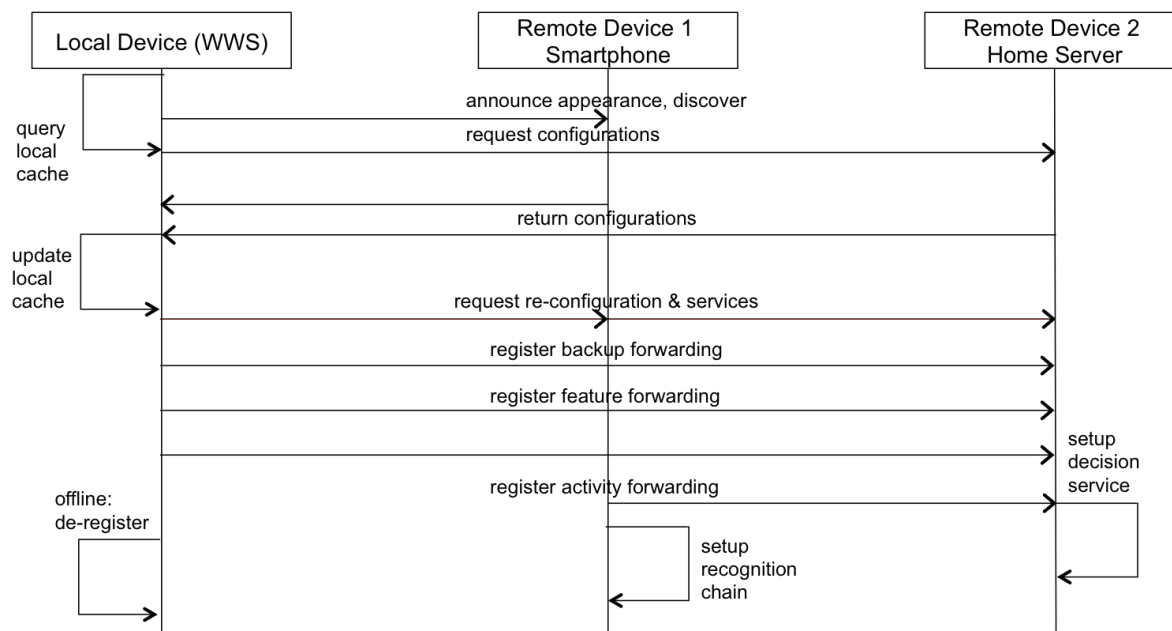 Local Device (WWS)
Remote Device 1
Smartphone
Remote Device 2
Home Server
announce appearance, discover
query
local
cache
request configurations
return configurations
update
local
cache
request re-configuration & services
register backup forwarding
register feature forwarding
setup
decision
service
register activity forwarding
offline:
de-register
setup
recognition
chain